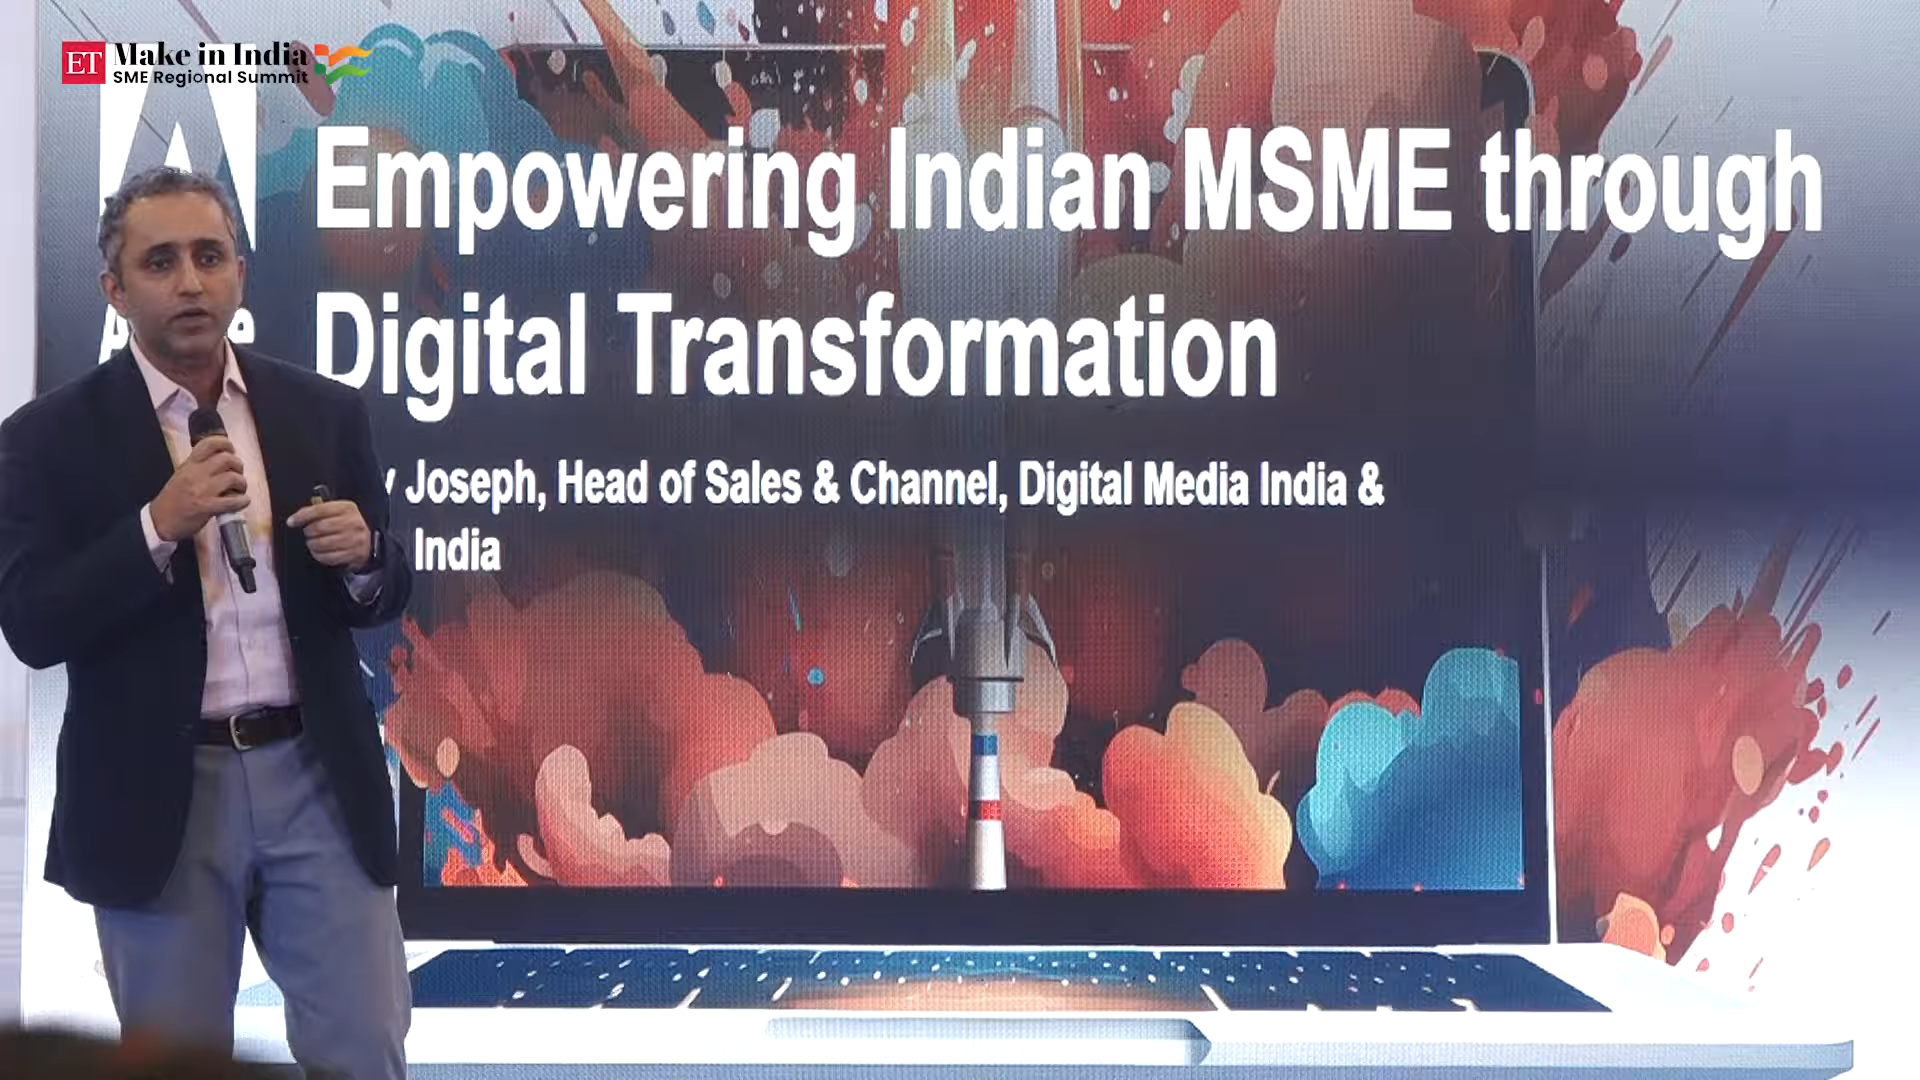 ET Make in India
SME Regional Summit
Empowering Indian MSME through
Digital Transformation
Joseph, Head of Sales & Channel, Digital Media India &
India